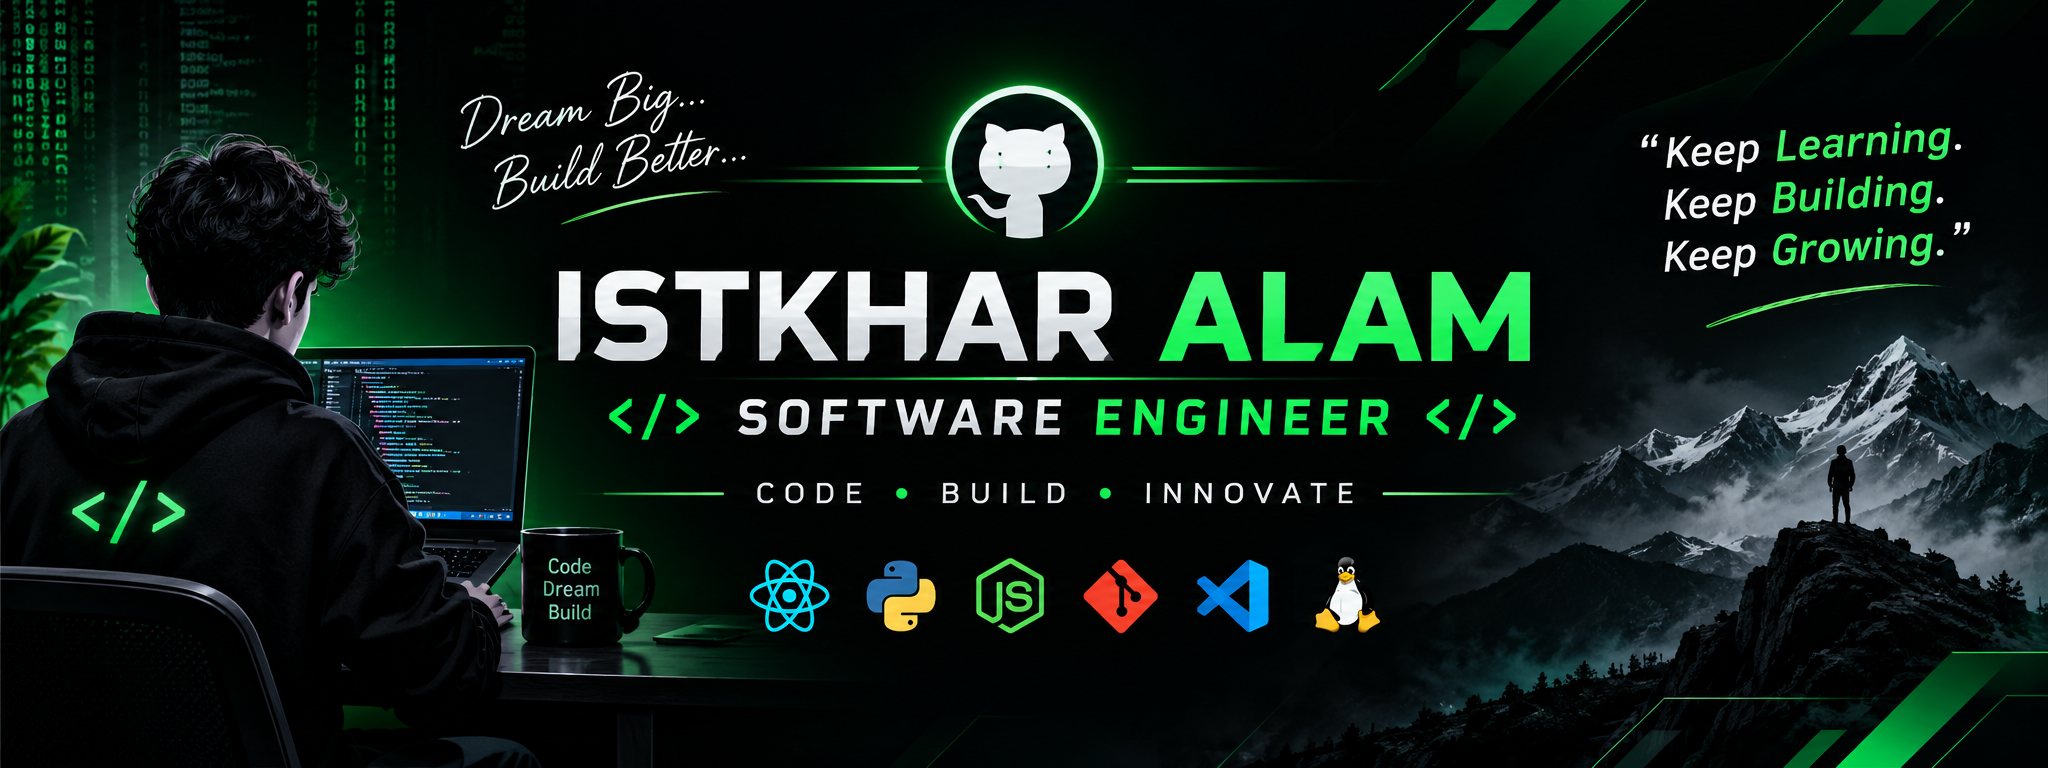 Dream Big...
Build Better...
“Keep Learning.
Keep Building.
Keep Growing.”
ISTKHAR ALAM
</> SOFTWARE ENGINEER </>
CODE • BUILD • INNOVATE
</>
Code
Dream
Build
JS